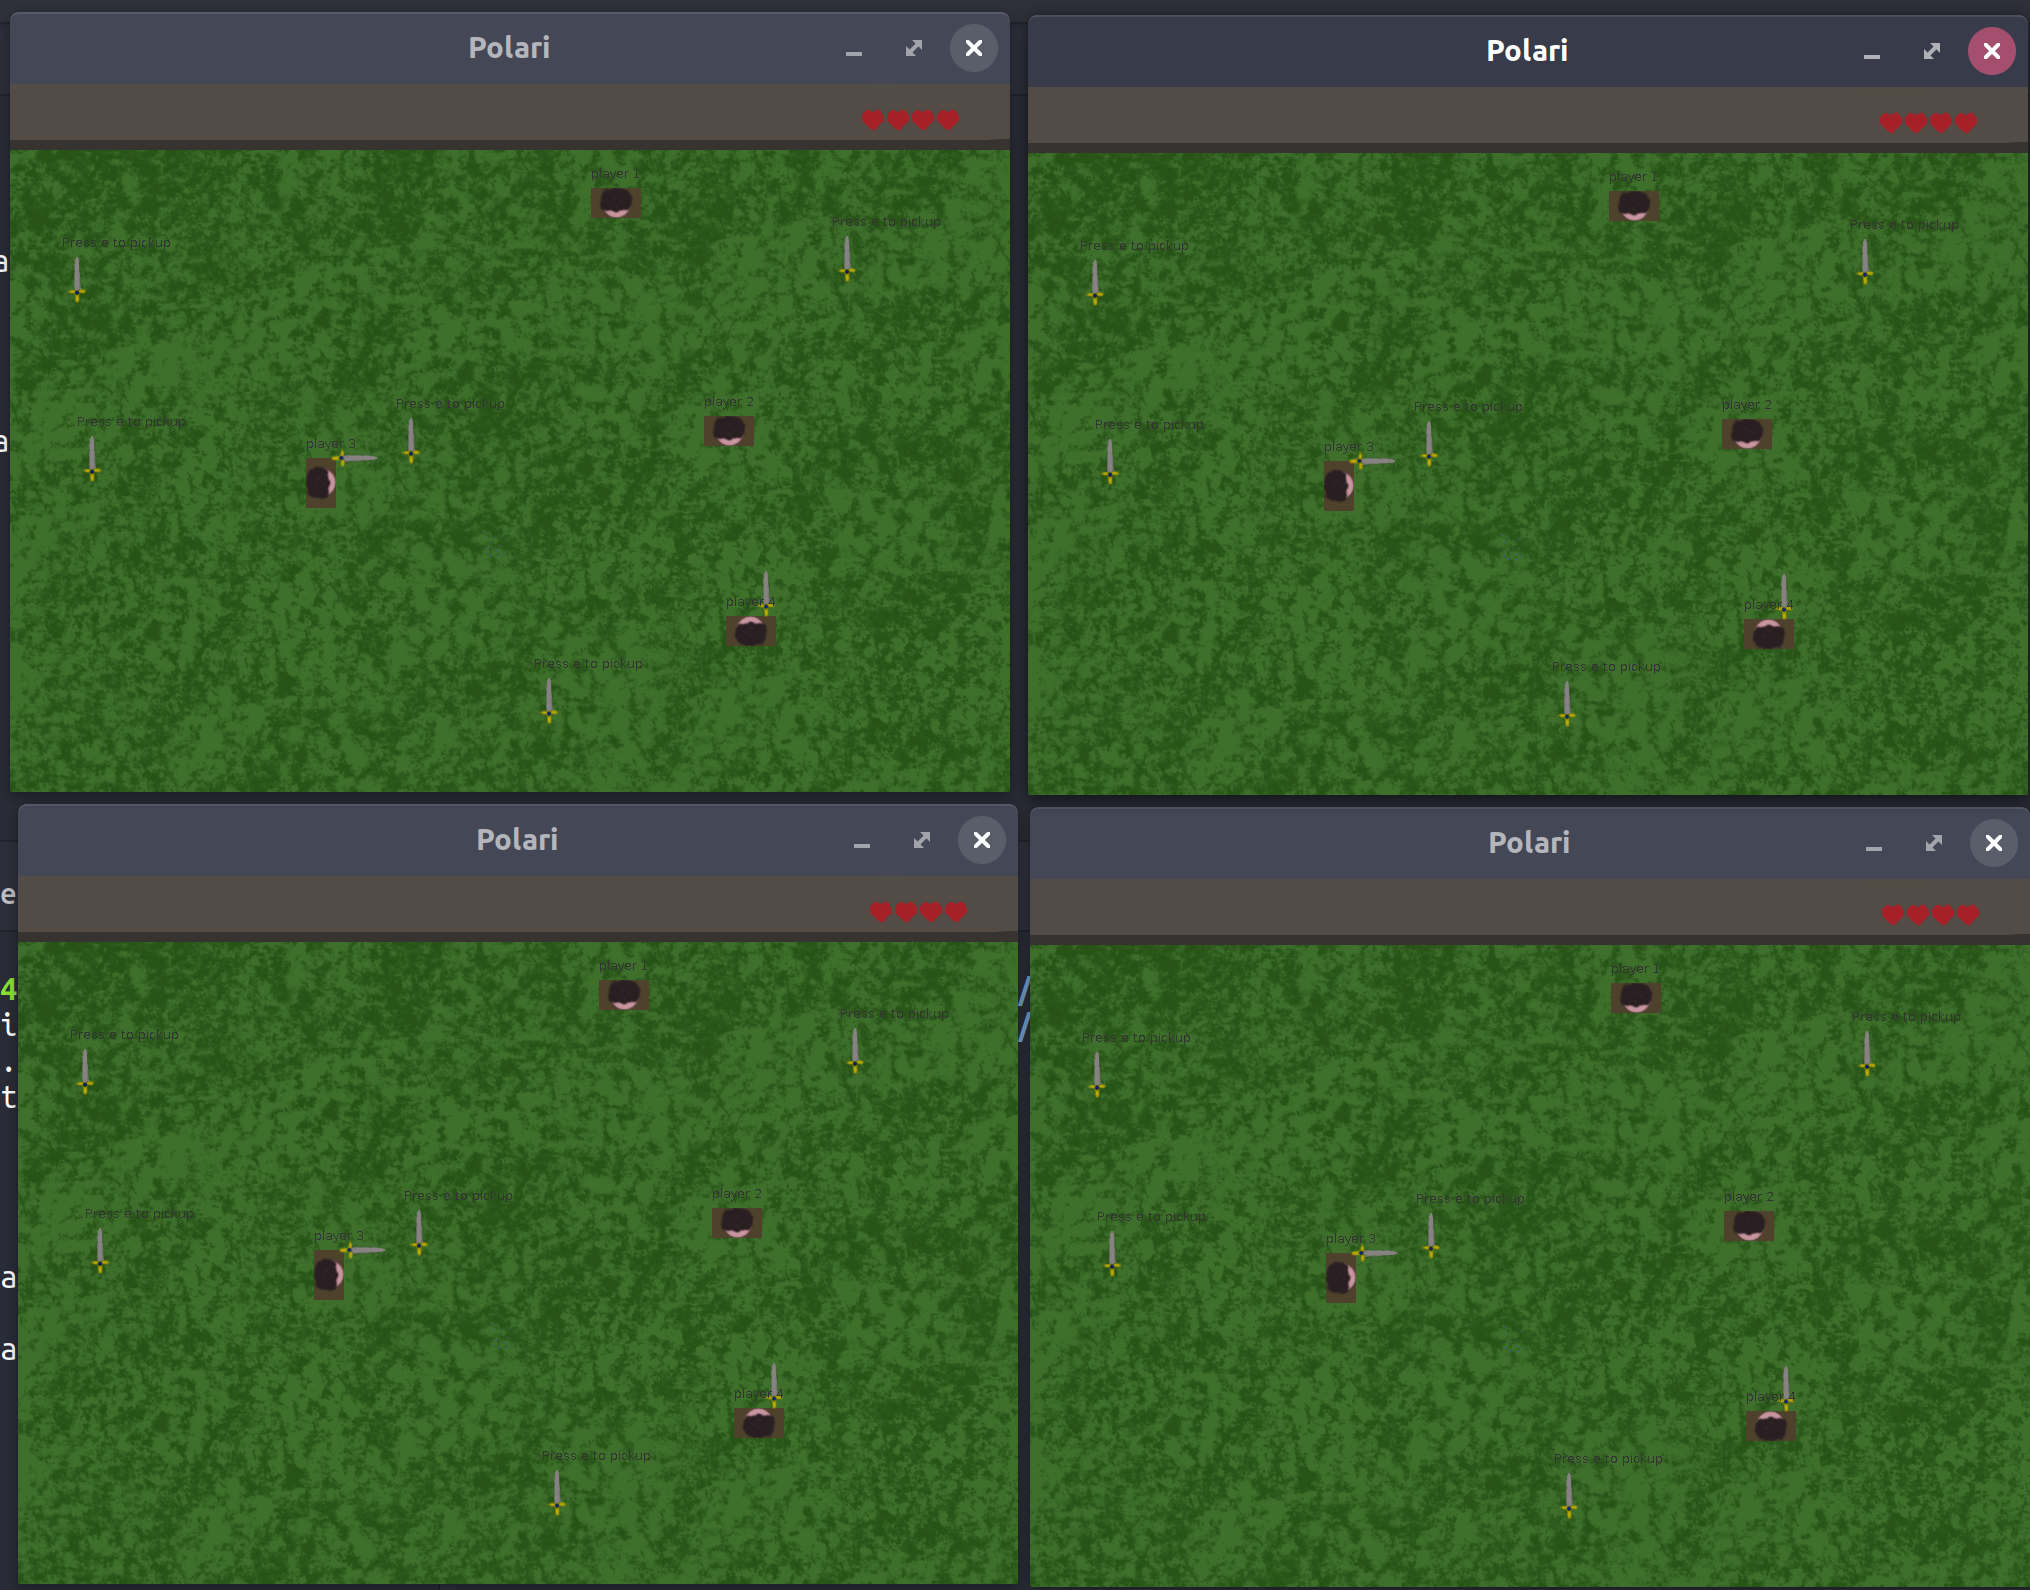 Polari
player 1
Press e to pickup
Press e to pickup
player 2
Press e to pickup
Press e to pickup
player 3
player 4
Press e to pickup
Polari
player 1
Press e to pickup
Press e to pickup
player 2
Press e to pickup
Press e to pickup
player 3
player 4
Press e to pickup
Polari
player 1
Press e to pickup
Press e to pickup
player 2
Press e to pickup
Press e to pickup
player 3
player 4
Press e to pickup
Polari
player 1
Press e to pickup
Press e to pickup
player 2
Press e to pickup
Press e to pickup
player 3
player 4
Press e to pickup
a
a
e
4
i
.
t
a
a
/
/